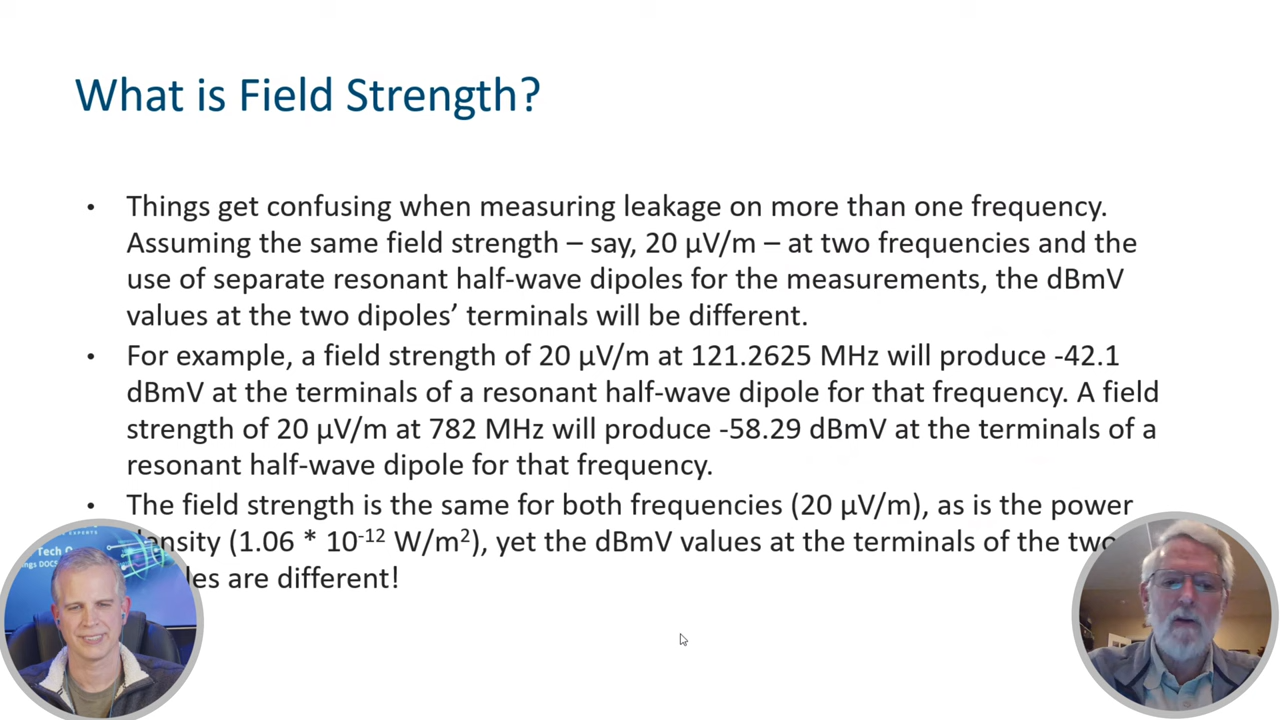 What is Field Strength?
• Things get confusing when measuring leakage on more than one frequency.
Assuming the same field strength – say, 20 µV/m – at two frequencies and the
use of separate resonant half-wave dipoles for the measurements, the dBmV
values at the two dipoles’ terminals will be different.
• For example, a field strength of 20 µV/m at 121.2625 MHz will produce -42.1
dBmV at the terminals of a resonant half-wave dipole for that frequency. A field
strength of 20 µV/m at 782 MHz will produce -58.29 dBmV at the terminals of a
resonant half-wave dipole for that frequency.
• The field strength is the same for both frequencies (20 µV/m), as is the power
(1.06 * 10⁻¹² W/m²), yet the dBmV values at the terminals of the two
are different!
Tech